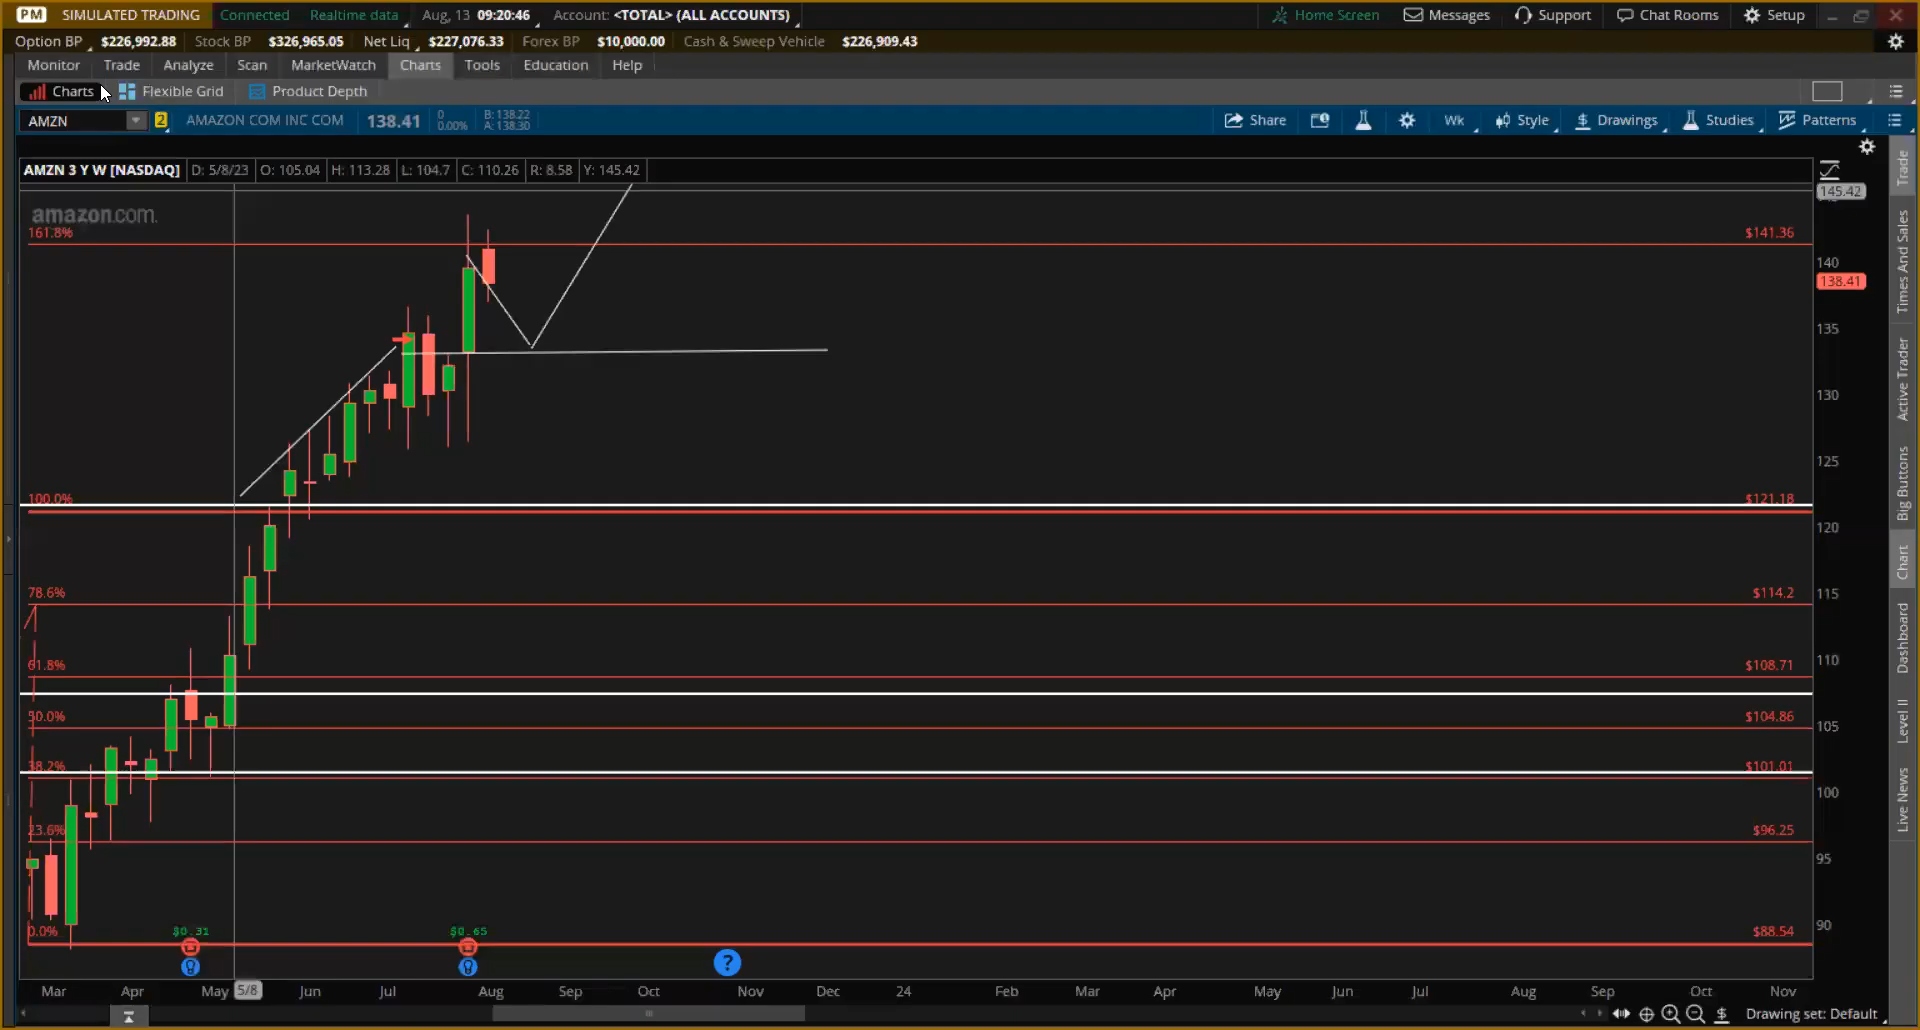 PM SIMULATED TRADING Connected Realtime data Aug, 13 09:20:46 Account: <TOTAL> (ALL ACCOUNTS) Home Screen Messages Support Chat Rooms Setup
Option BP $226,992.88 Stock BP $326,965.05 Net Liq $227,076.33 Forex BP $10,000.00 Cash & Sweep Vehicle $226,909.43
Monitor Trade Analyze Scan MarketWatch Charts Tools Education Help
Charts Flexible Grid Product Depth
AMZN 2 AMAZON COM INC COM 138.41 0 B: 138.22 Share Wk Style $ Drawings Studies Patterns
0.00% A: 138.30
AMZN 3 Y W [NASDAQ] D: 5/8/23 O: 105.04 H: 113.28 L: 104.7 C: 110.26 R: 8.58 Y: 145.42
145.42
amazon.com.
161.8% $141.36
140
138.41
135
130
125
100.0% $121.18
120
78.6% $114.2
115
61.8% $108.71
110
50.0% $104.86
105
38.2% $101.01
100
23.6% $96.25
95
0.0% $0.31 $0.65 $88.54
90
?
Mar Apr May 5/8 Jun Jul Aug Sep Oct Nov Dec 24 Feb Mar Apr May Jun Jul Aug Sep Oct Nov
$ Drawing set: Default
Trade
Times And Sales
Active Trader
Big Buttons
Chart
Dashboard
Level II
Live News